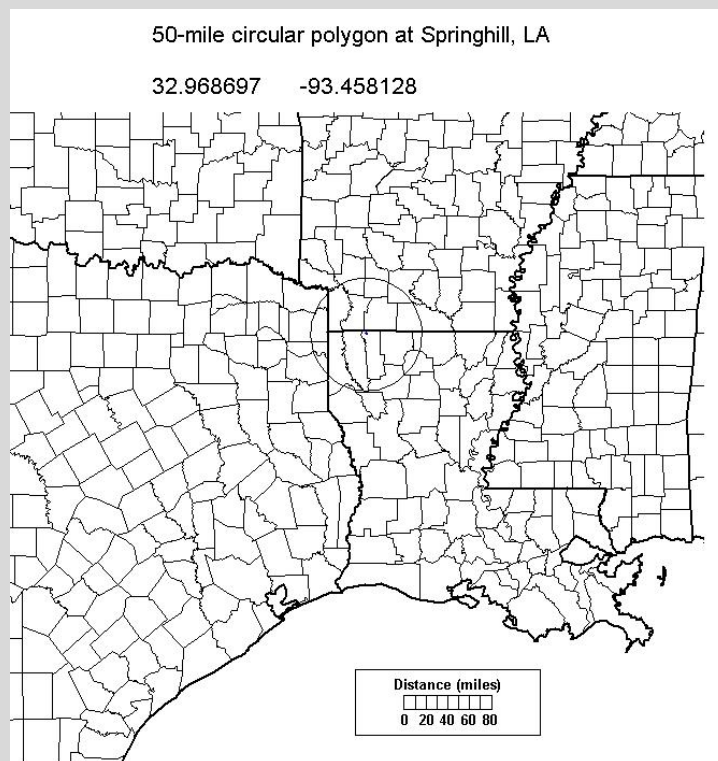 50-mile circular polygon at Springhill, LA
32.968697 -93.458128
Distance (miles)
0 20 40 60 80